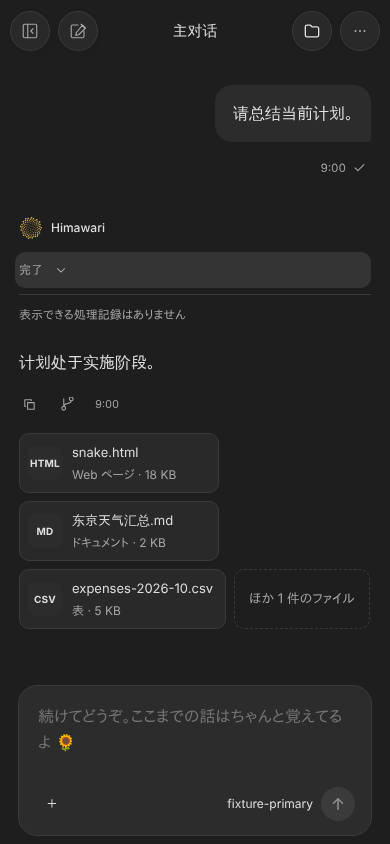 主对话
请总结当前计划。
9:00
Himawari
完了
表示できる処理記録はありません
计划处于实施阶段。
9:00
HTML
snake.html
Web ページ · 18 KB
MD
东京天气汇总.md
ドキュメント · 2 KB
CSV
expenses-2026-10.csv
表 · 5 KB
ほか 1 件のファイル
続けてどうぞ。ここまでの話はちゃんと覚えてる
よ 🌻
fixture-primary